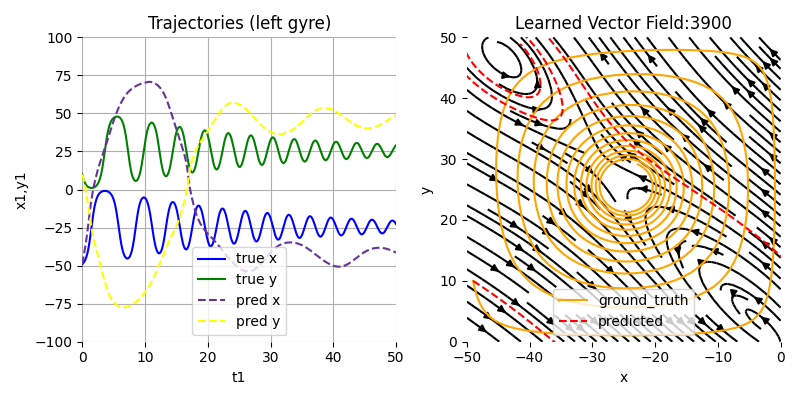 Trajectories (left gyre)
100
75
50
25
0
−25
−50
−75
−100
x1,y1
0
10
20
30
40
50
t1
true x
true y
pred x
pred y
Learned Vector Field:3900
50
40
30
20
10
0
y
−50
−40
−30
−20
−10
0
x
ground_truth
predicted